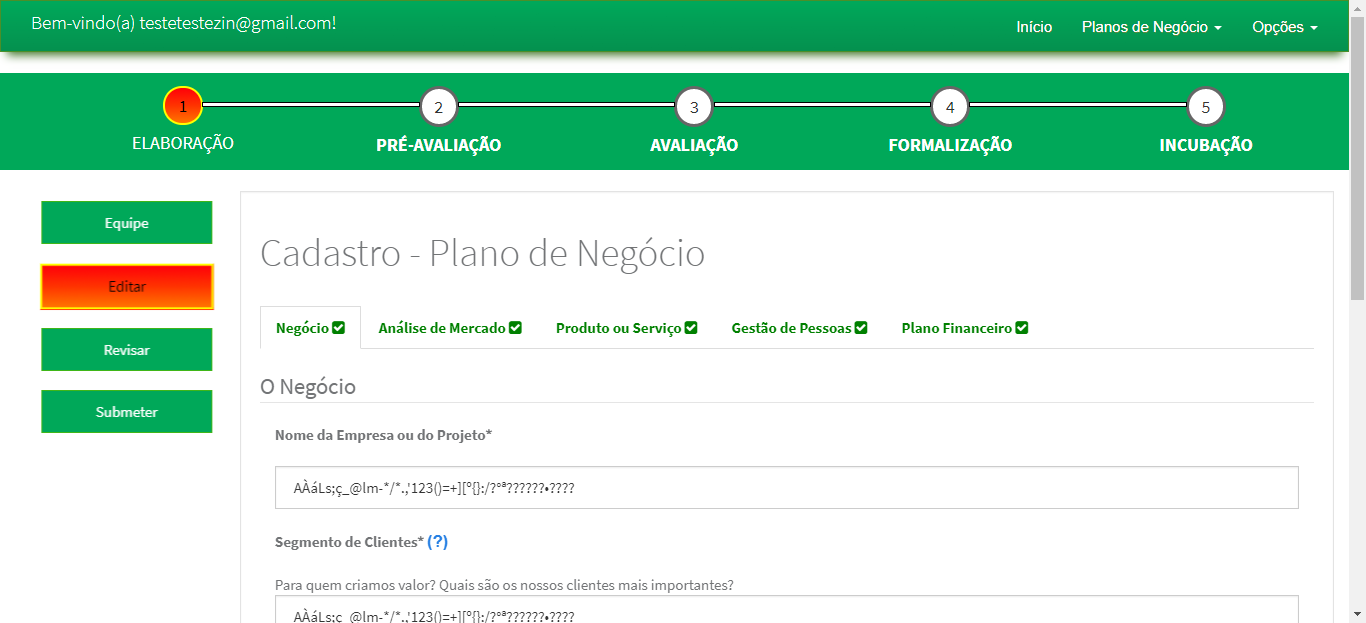 Bem-vindo(a) testetestezin@gmail.com!
Início Planos de Negócio Opções
1 2 3 4 5
ELABORAÇÃO PRÉ-AVALIAÇÃO AVALIAÇÃO FORMALIZAÇÃO INCUBAÇÃO
Equipe
Editar
Revisar
Submeter
Cadastro - Plano de Negócio
Negócio Análise de Mercado Produto ou Serviço Gestão de Pessoas Plano Financeiro
O Negócio
Nome da Empresa ou do Projeto*
AÀáLs;ç_@lm-*/*.,'123()=+][º{}:/?°ª??????•????
Segmento de Clientes* (?)
Para quem criamos valor? Quais são os nossos clientes mais importantes?
AÀáLs;ç_@lm-*/*.,'123()=+][º{}:/?°ª??????•????